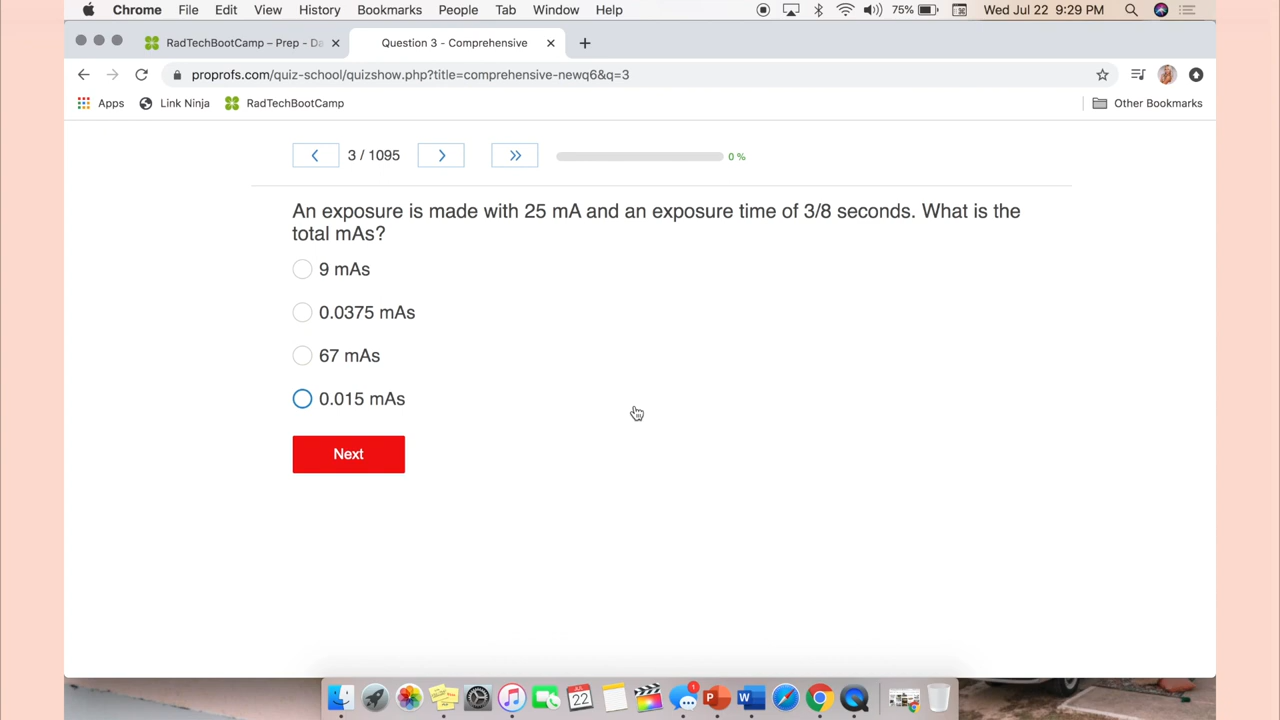 Chrome File Edit View History Bookmarks People Tab Window Help 75% Wed Jul 22 9:29 PM
RadTechBootCamp – Prep - Da Question 3 - Comprehensive
proprofs.com/quiz-school/quizshow.php?title=comprehensive-newq6&q=3
Apps Link Ninja RadTechBootCamp Other Bookmarks
3 / 1095 0 %
An exposure is made with 25 mA and an exposure time of 3/8 seconds. What is the
total mAs?
9 mAs
0.0375 mAs
67 mAs
0.015 mAs
Next
22
1